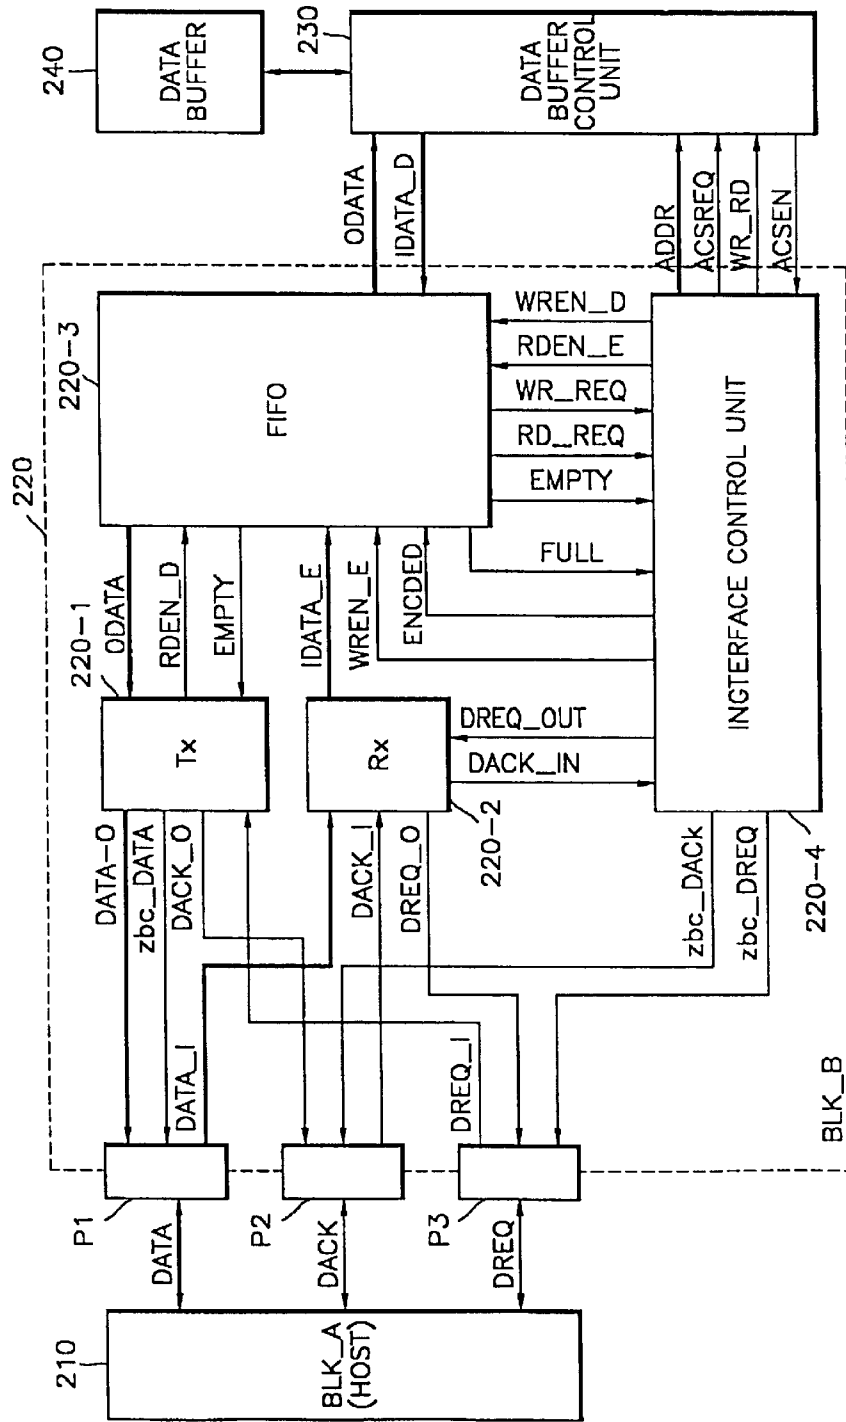 210
BLK_A
(HOST)
DATA
DACK
DREQ
P1
P2
P3
BLK_B
220
DATA-O
zbc_DATA
DACK_O
DATA_I
DACK_I
DREQ_O
DREQ_I
zbc_DACk
zbc_DREQ
220-1
Tx
Rx
220-2
DREQ_OUT
DACK_IN
220-4
INGTERFACE CONTROL UNIT
ODATA
RDEN_D
EMPTY
IDATA_E
WREN_E
ENCDED
FULL
220-3
FIFO
WREN_D
RDEN_E
WR_REQ
RD_REQ
EMPTY
ODATA
IDATA_D
ADDR
ACSREQ
WR_RD
ACSEN
240
DATA
BUFFER
230
DATA
BUFFER
CONTROL
UNIT